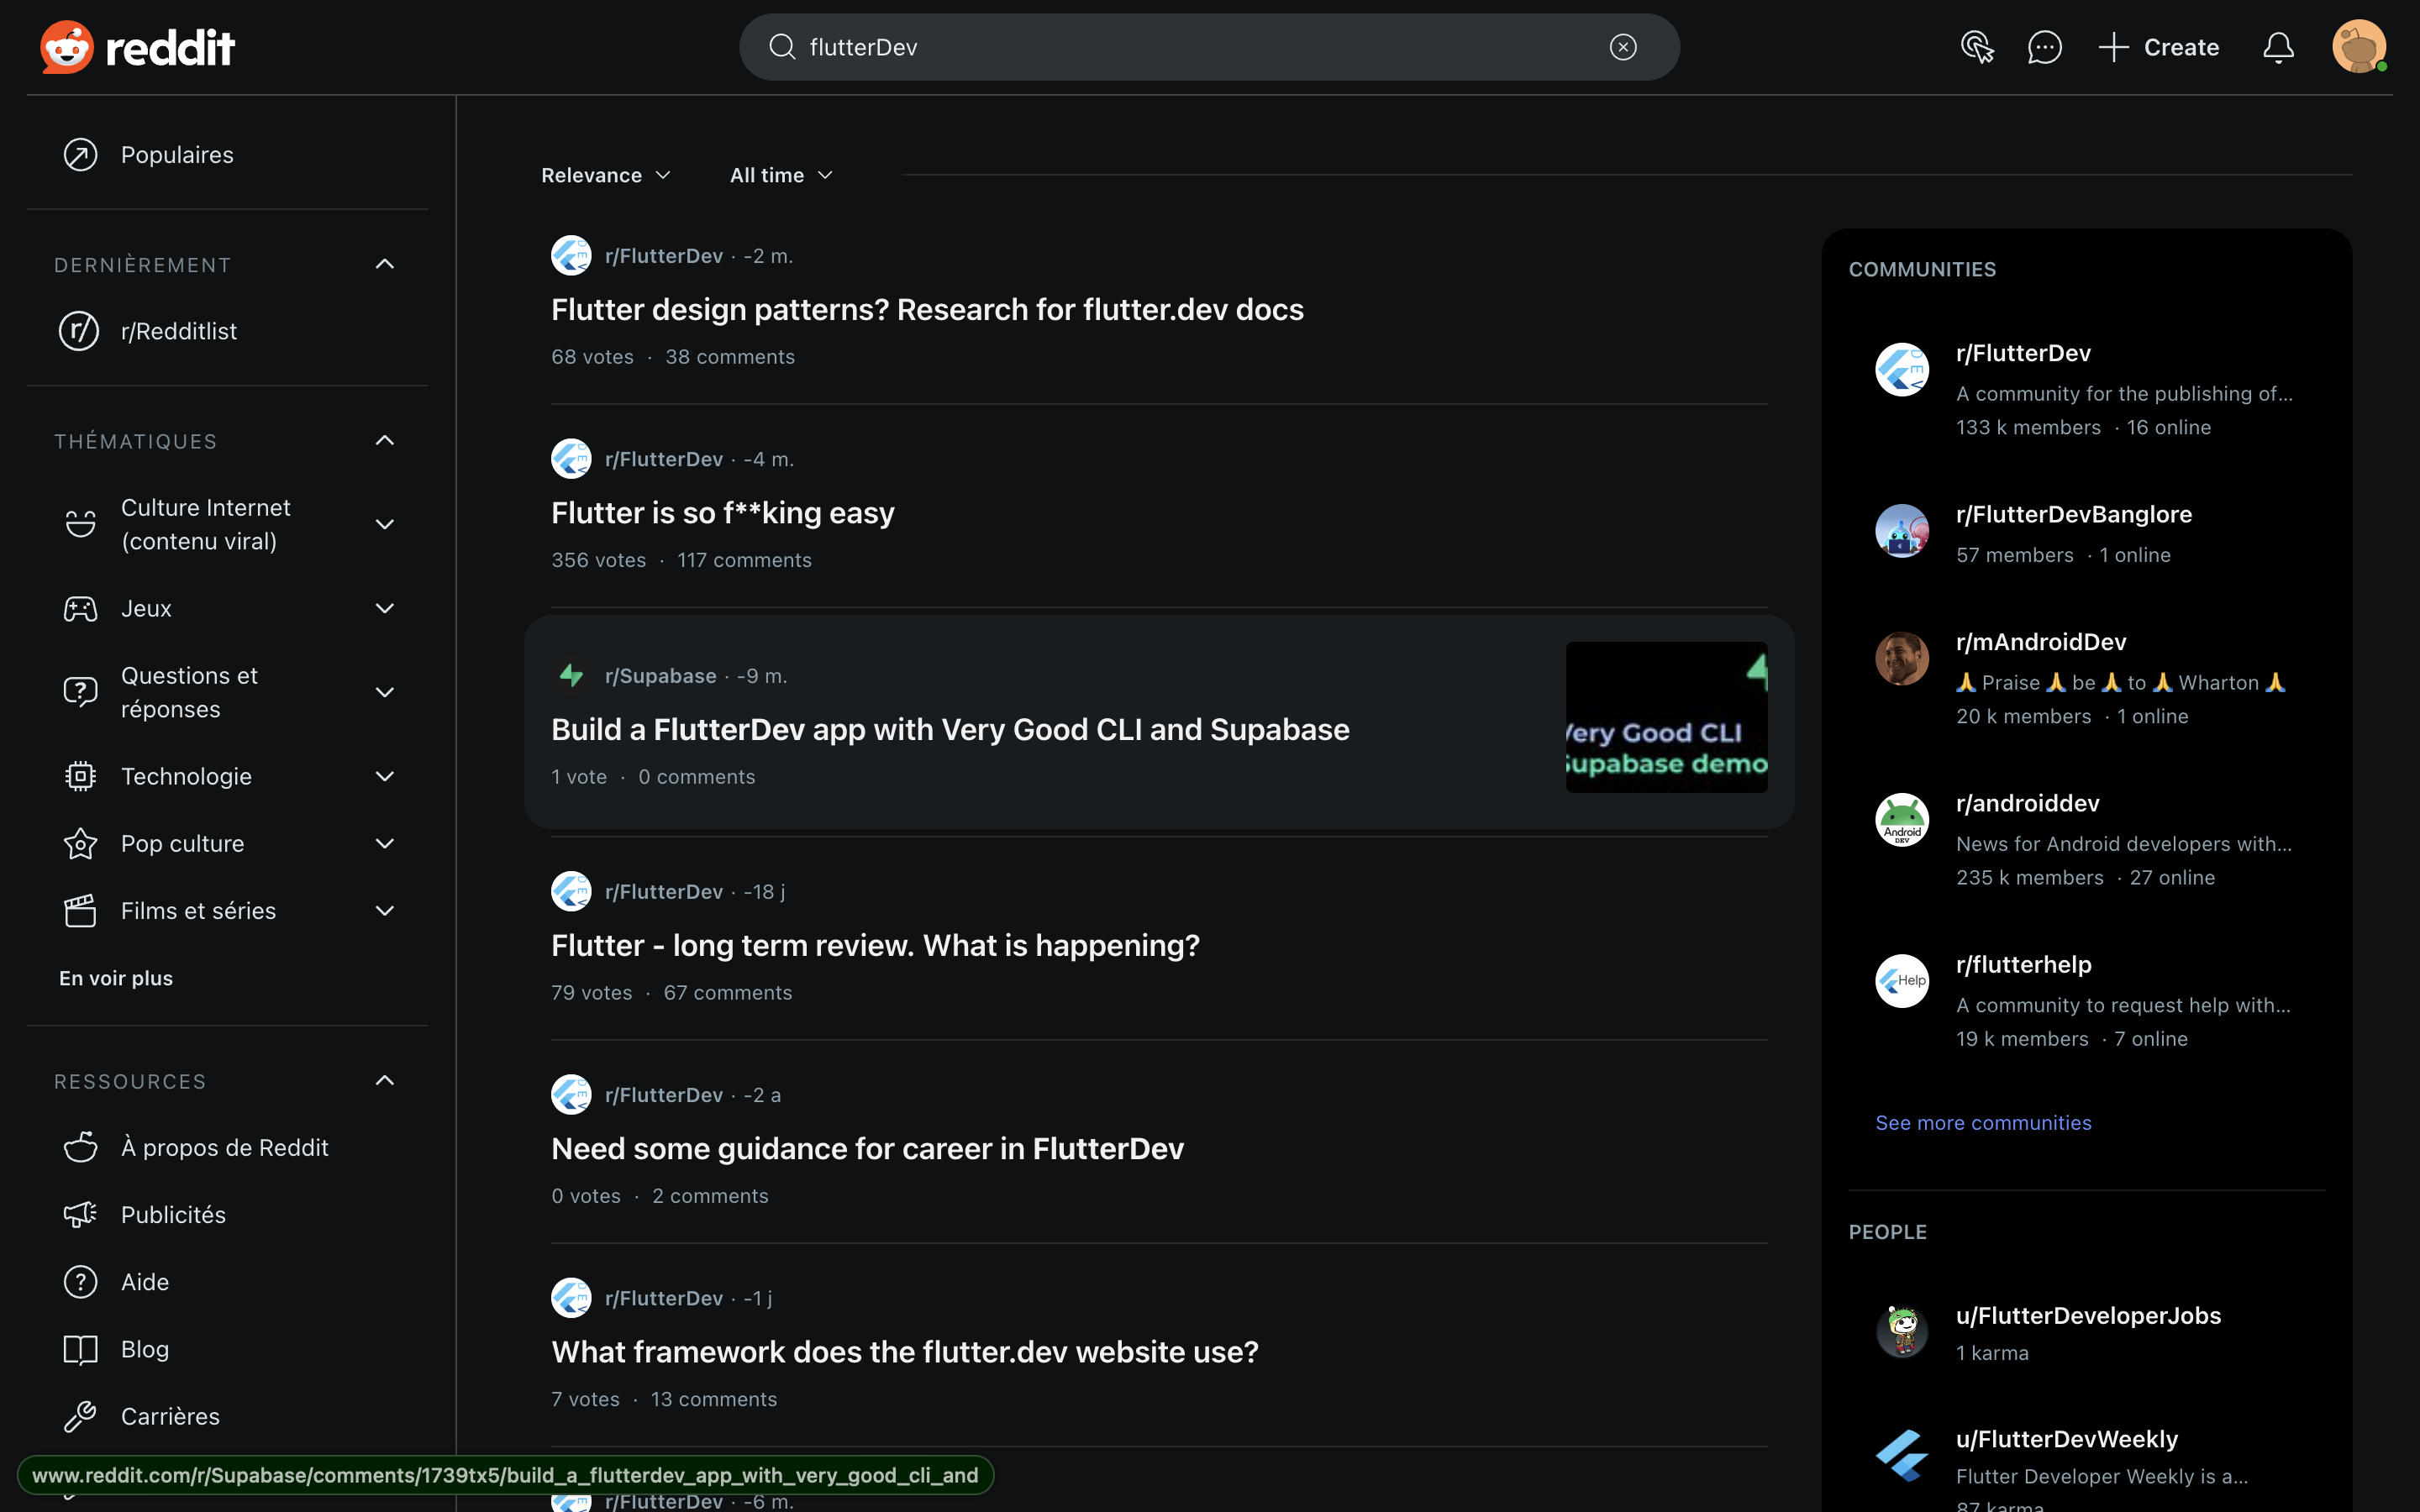 reddit
flutterDev
Create
Populaires
DERNIÈREMENT
r/Redditlist
THÉMATIQUES
Culture Internet
(contenu viral)
Jeux
Questions et
réponses
Technologie
Pop culture
Films et séries
En voir plus
RESSOURCES
À propos de Reddit
Publicités
Aide
Blog
Carrières
www.reddit.com/r/Supabase/comments/1739tx5/build_a_flutterdev_app_with_very_good_cli_and
Relevance
All time
r/FlutterDev · -2 m.
Flutter design patterns? Research for flutter.dev docs
68 votes · 38 comments
r/FlutterDev · -4 m.
Flutter is so f**king easy
356 votes · 117 comments
r/Supabase · -9 m.
Build a FlutterDev app with Very Good CLI and Supabase
1 vote · 0 comments
Very Good CLI
Supabase demo
r/FlutterDev · -18 j
Flutter - long term review. What is happening?
79 votes · 67 comments
r/FlutterDev · -2 a
Need some guidance for career in FlutterDev
0 votes · 2 comments
r/FlutterDev · -1 j
What framework does the flutter.dev website use?
7 votes · 13 comments
r/FlutterDev · -6 m.
COMMUNITIES
DEV
r/FlutterDev
A community for the publishing of...
133 k members · 16 online
r/FlutterDevBanglore
57 members · 1 online
r/mAndroidDev
🙏 Praise 🙏 be 🙏 to 🙏 Wharton 🙏
20 k members · 1 online
Android
DEV
r/androiddev
News for Android developers with...
235 k members · 27 online
Help
r/flutterhelp
A community to request help with...
19 k members · 7 online
See more communities
PEOPLE
u/FlutterDeveloperJobs
1 karma
u/FlutterDevWeekly
Flutter Developer Weekly is a...
87 karma